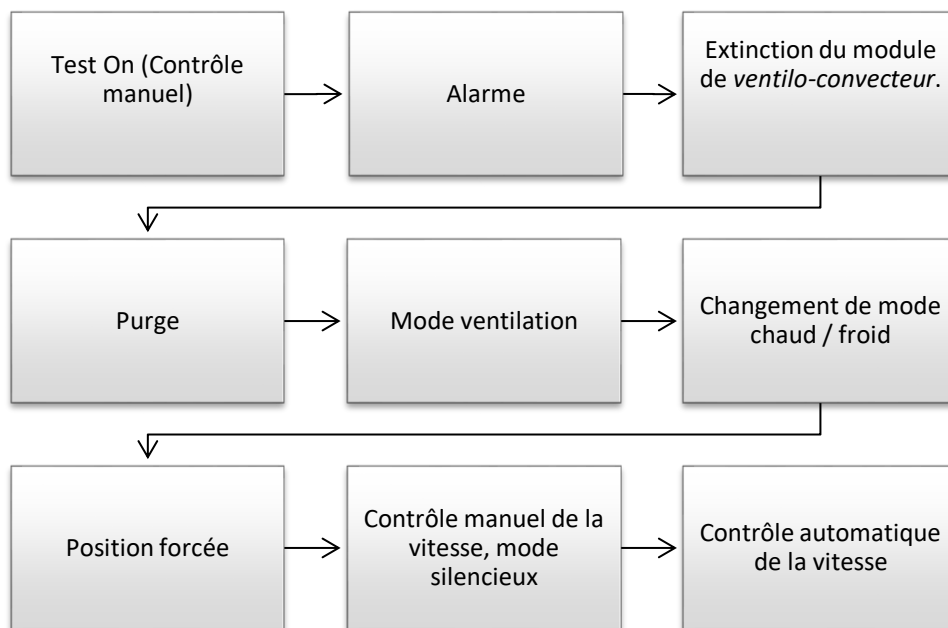 Test On (Contrôle
manuel)
Alarme
Extinction du module
de ventilo-convecteur.
Purge
Mode ventilation
Changement de mode
chaud / froid
Position forcée
Contrôle manuel de la
vitesse, mode
silencieux
Contrôle automatique
de la vitesse